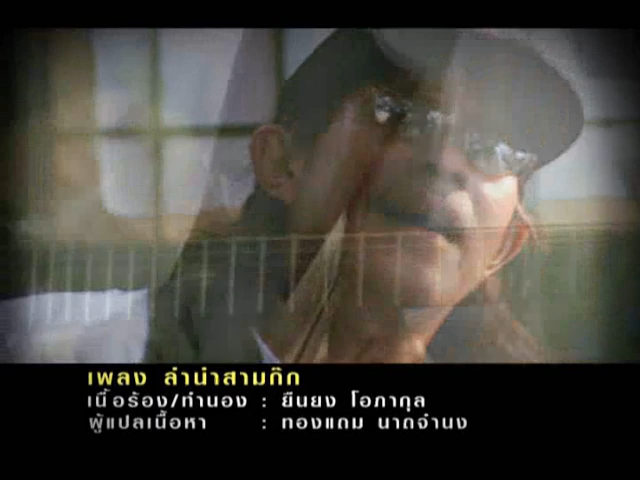 เพลง ลำนำสามก๊ก
เนื้อร้อง/ทำนอง : ยืนยง โอภากุล
ผู้แปลเนื้อหา : ทองแถม นาถจำนง